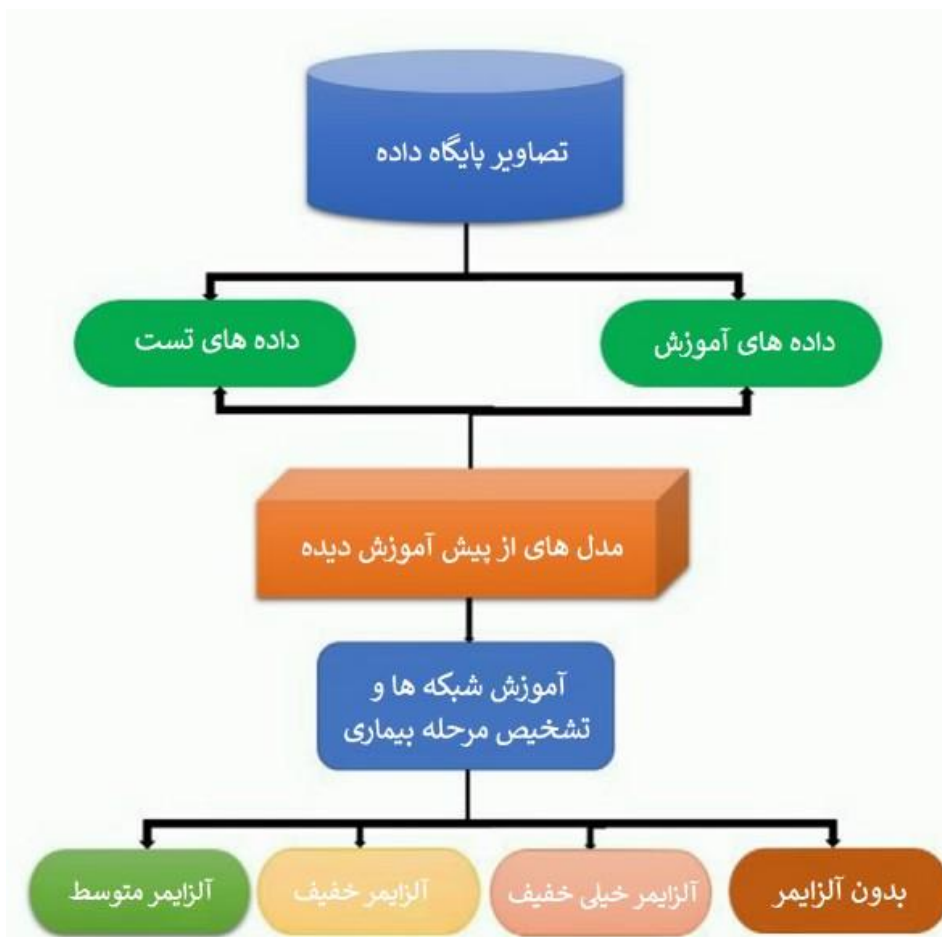 تصاویر پایگاه داده
داده های آموزش
داده های تست
مدل های از پیش آموزش دیده
آموزش شبکه ها و
تشخیص مرحله بیماری
بدون آلزایمر
آلزایمر خیلی خفیف
آلزایمر خفیف
آلزایمر متوسط